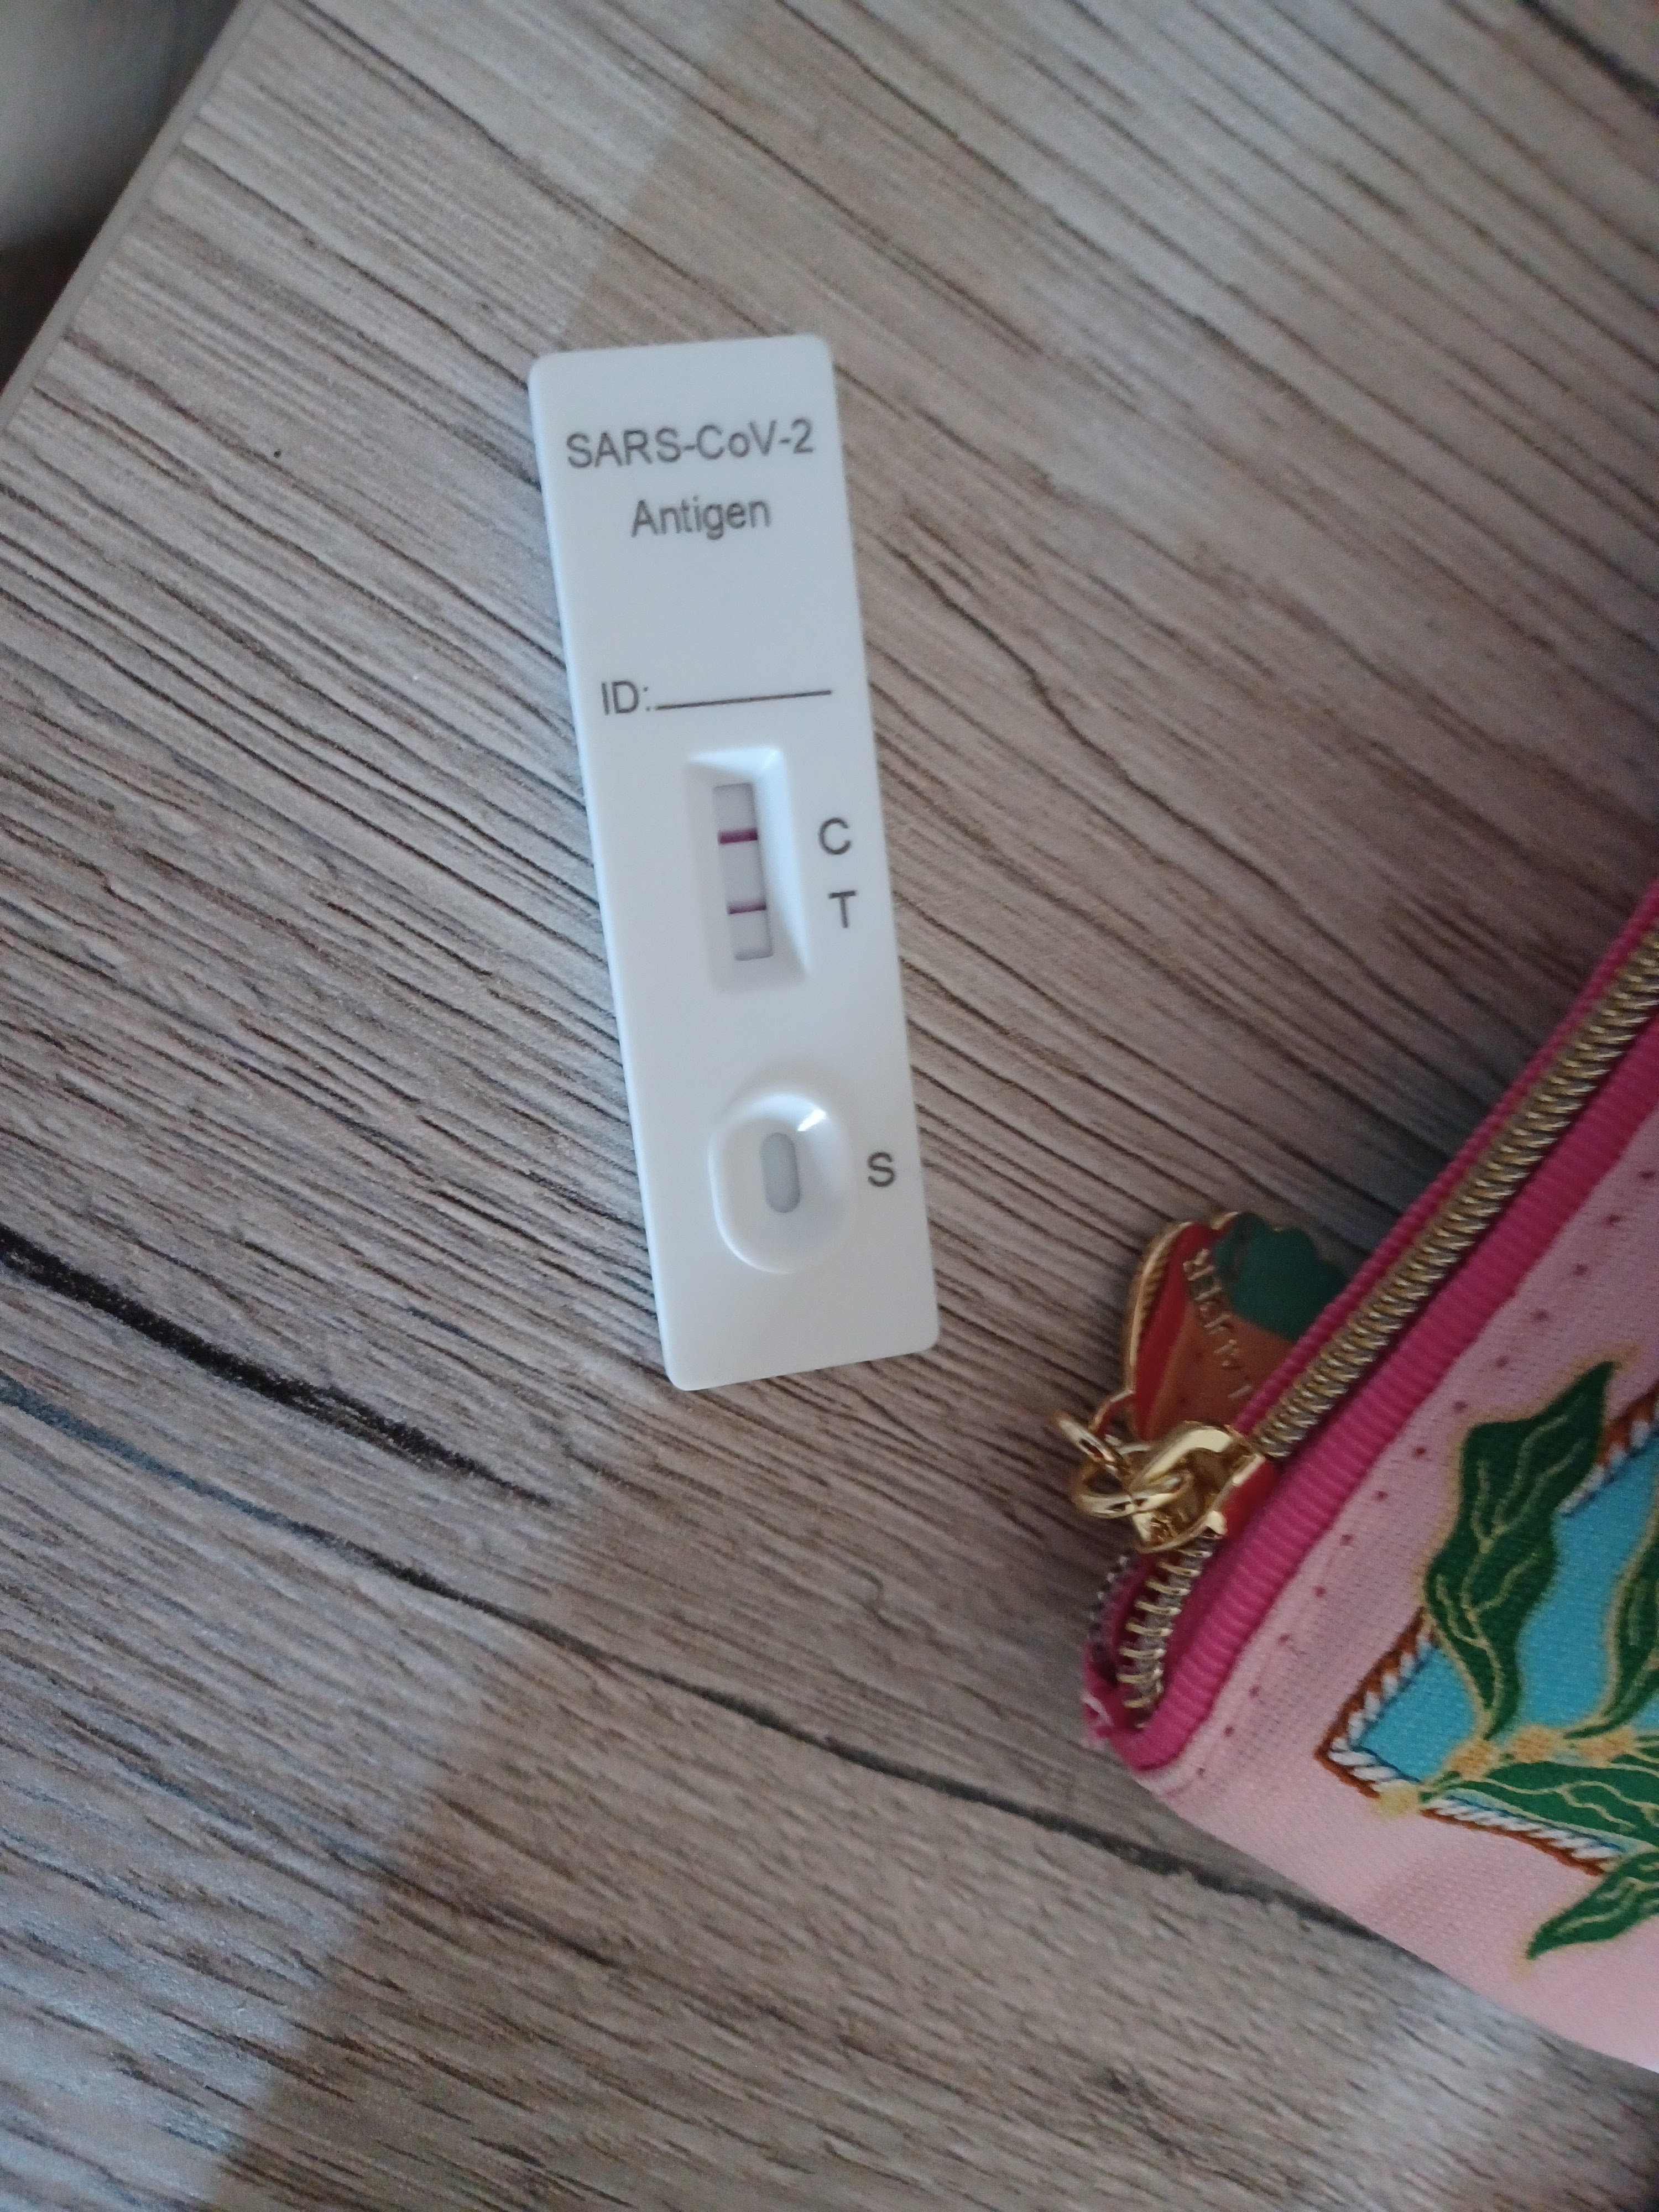 SARS-CoV-2
Antigen
ID:
C
T
S